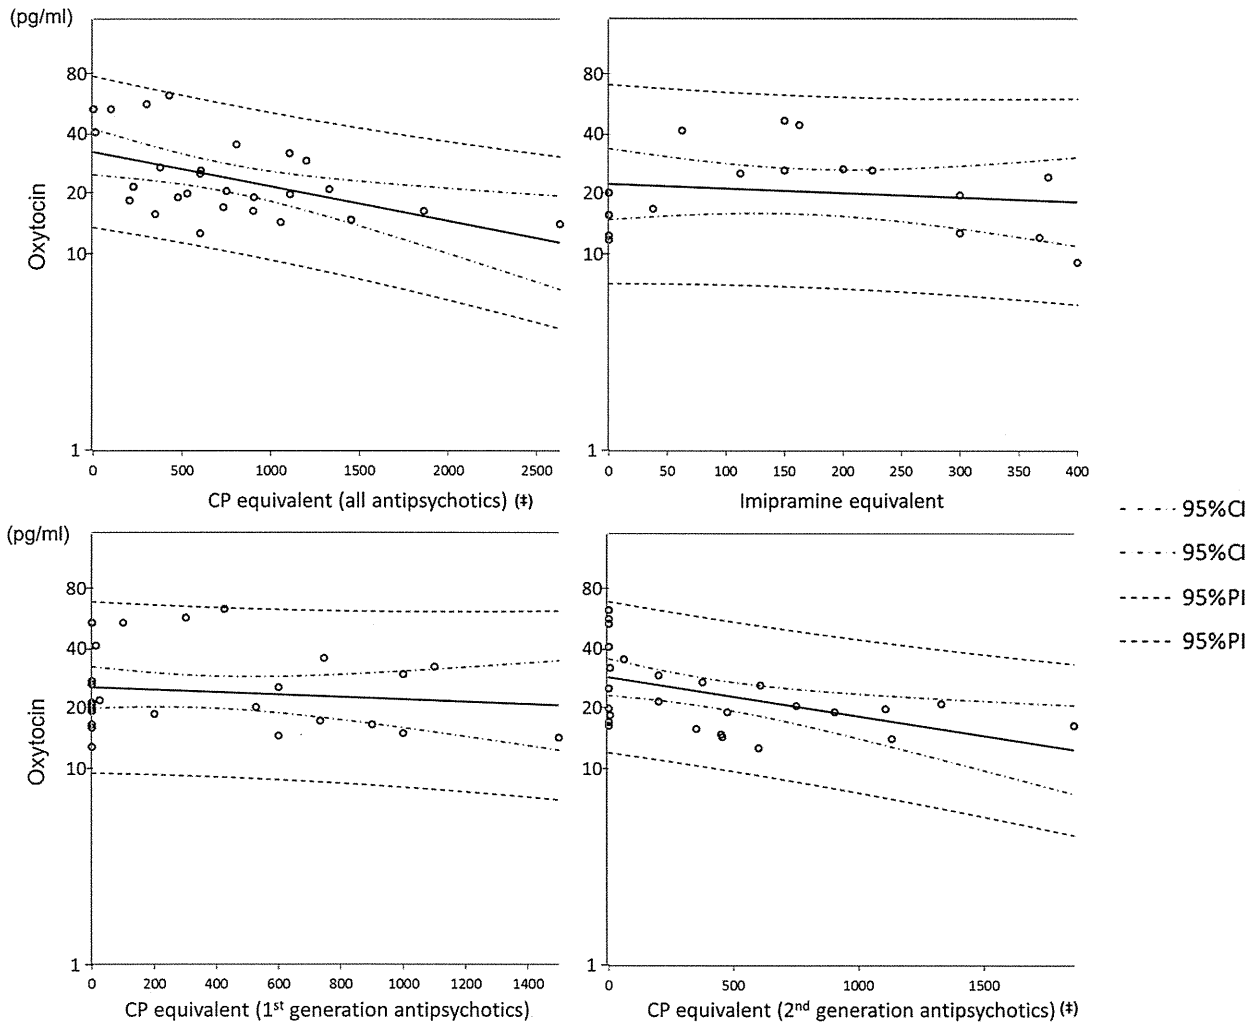 (pg/ml)
80
40
20
10
1
Oxytocin
0 500 1000 1500 2000 2500
CP equivalent (all antipsychotics) (‡)
80
40
20
10
1
0 50 100 150 200 250 300 350 400
Imipramine equivalent
(pg/ml)
80
40
20
10
1
Oxytocin
0 200 400 600 800 1000 1200 1400
CP equivalent (1st generation antipsychotics)
80
40
20
10
1
0 500 1000 1500
CP equivalent (2nd generation antipsychotics) (‡)
95%CI
95%CI
95%PI
95%PI